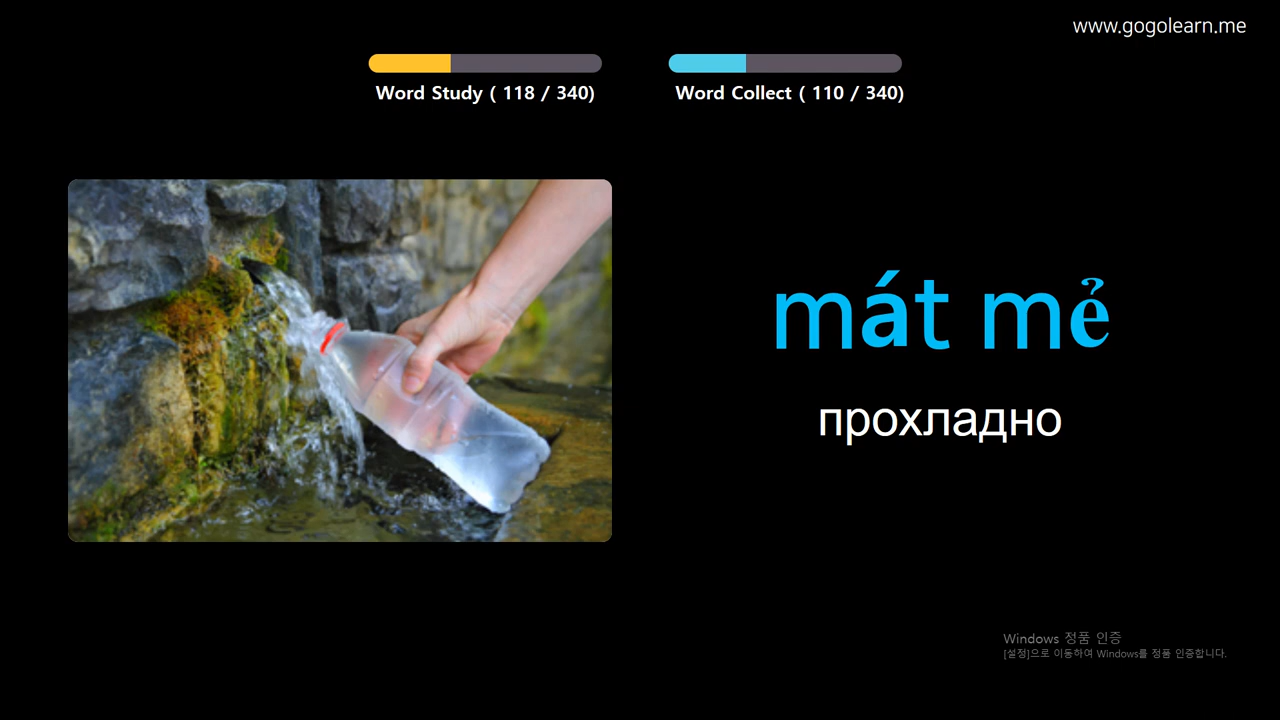 www.gogolearn.me
Word Study ( 118 / 340)
Word Collect ( 110 / 340)
mát mẻ
прохладно
Windows 정품 인증
[설정]으로 이동하여 Windows를 정품 인증합니다.